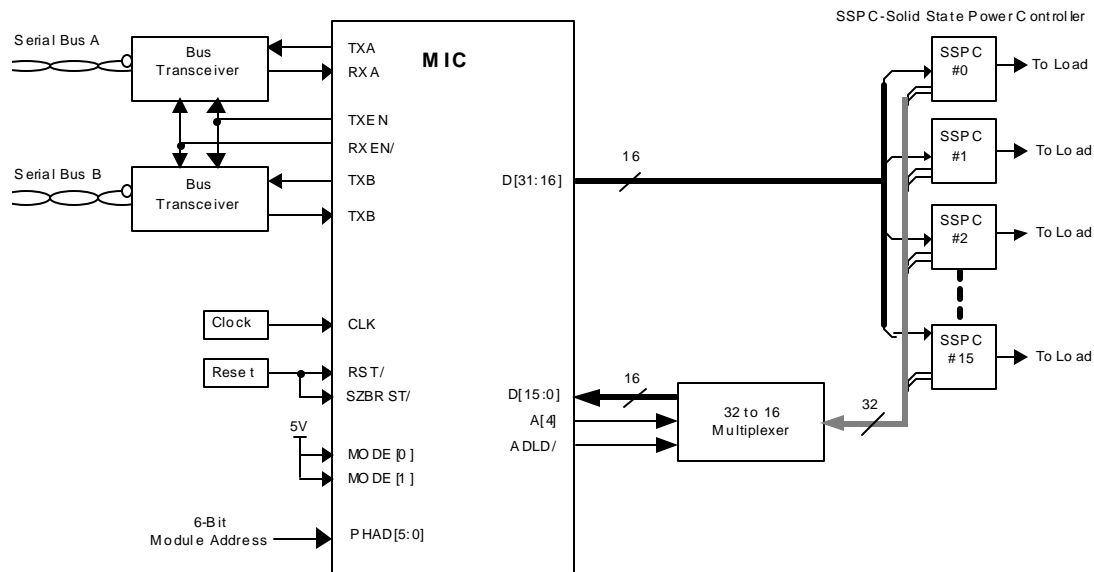 SSPC-Solid State Power Controller
Serial Bus A
Bus
Transceiver
TXA
RXA
MIC
TXEN
RXEN/
Serial Bus B
Bus
Transceiver
TXB
TXB
D[31:16]
16
SSPC
#0
To Load
SSPC
#1
To Load
SSPC
#2
To Load
SSPC
#15
To Load
Clock
CLK
Reset
RST/
SZBRST/
5V
MODE[0]
MODE[1]
6-Bit
Module Address
PHAD[5:0]
D[15:0]
A[4]
ADLD/
16
32 to 16
Multiplexer
32